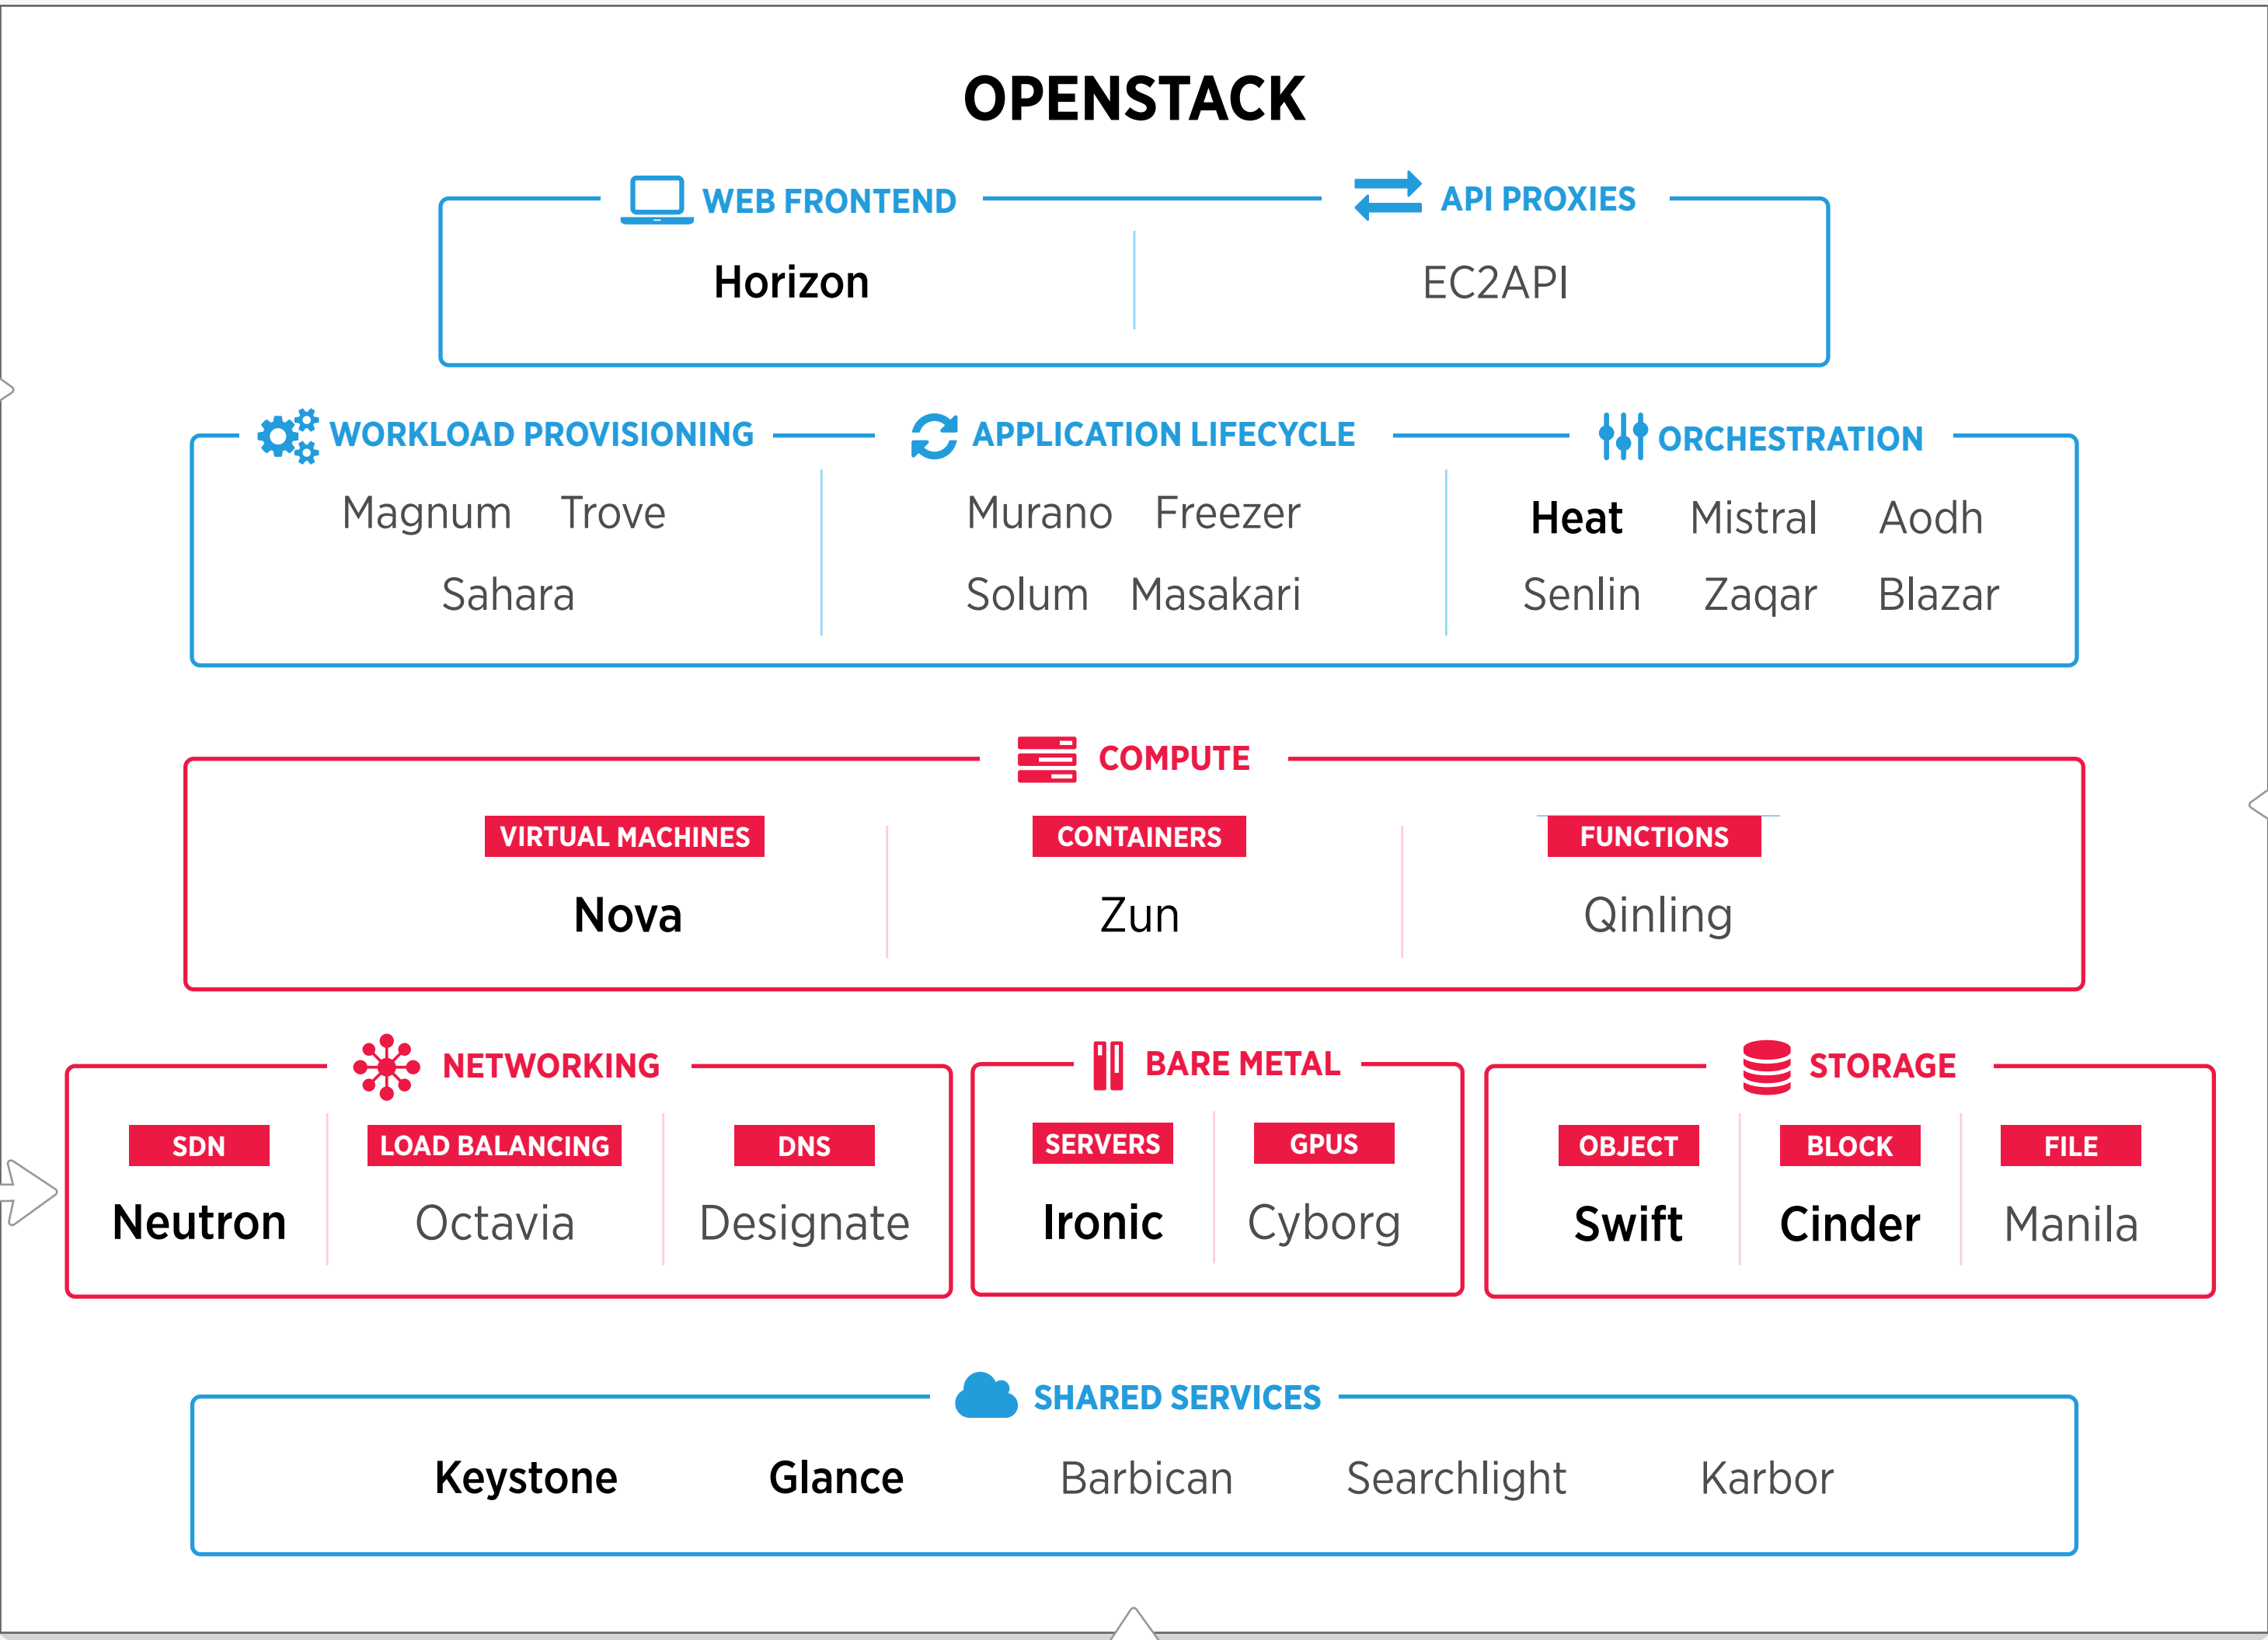 OPENSTACK
WEB FRONTEND
API PROXIES
Horizon
EC2API
WORKLOAD PROVISIONING
APPLICATION LIFECYCLE
ORCHESTRATION
Magnum Trove
Sahara
Murano Freezer
Solum Masakari
Heat Mistral Aodh
Senlin Zaqar Blazar
COMPUTE
VIRTUAL MACHINES
Nova
CONTAINERS
Zun
FUNCTIONS
Qinling
NETWORKING
SDN
Neutron
LOAD BALANCING
Octavia
DNS
Designate
BARE METAL
SERVERS
Ironic
GPUS
Cyborg
STORAGE
OBJECT
Swift
BLOCK
Cinder
FILE
Manila
SHARED SERVICES
Keystone Glance Barbican Searchlight Karbor